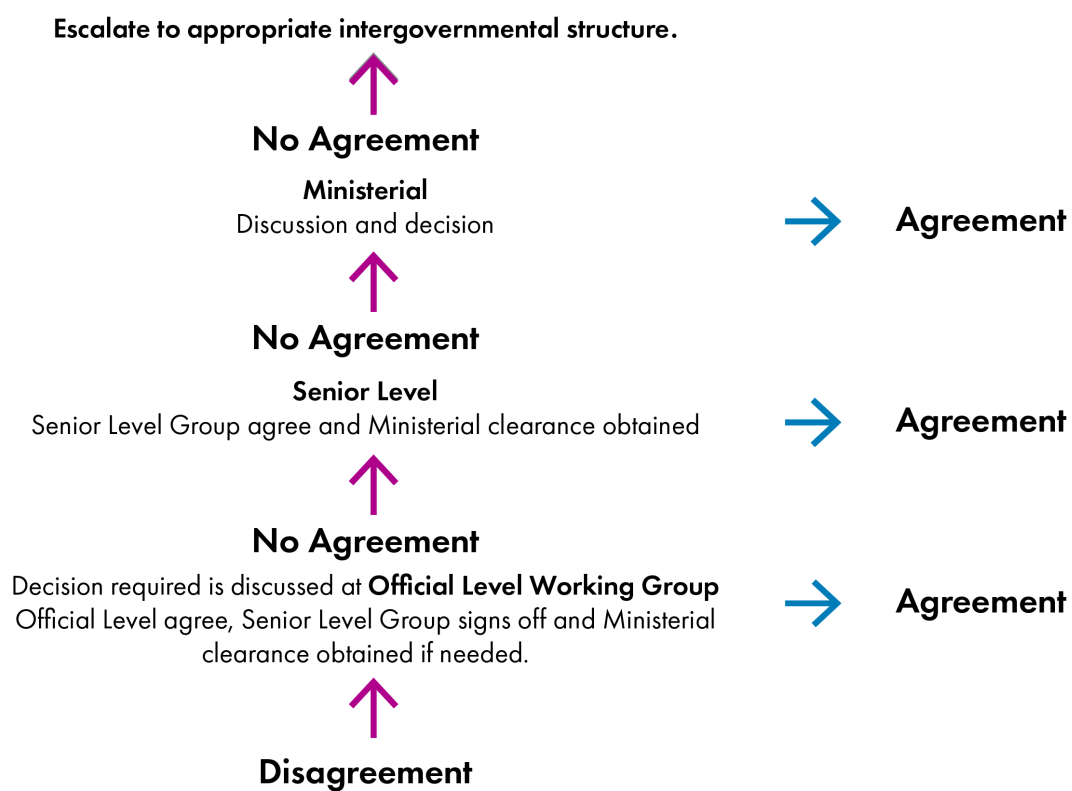 Escalate to appropriate intergovernmental structure.
No Agreement
Ministerial
Discussion and decision
Agreement
No Agreement
Senior Level
Senior Level Group agree and Ministerial clearance obtained
Agreement
No Agreement
Decision required is discussed at Official Level Working Group
Official Level agree, Senior Level Group signs off and Ministerial
clearance obtained if needed.
Agreement
Disagreement